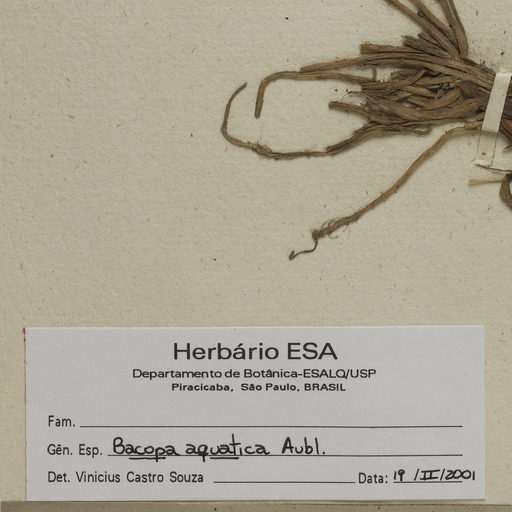 Herbário ESA
Departamento de Botânica-ESALQ/USP
Piracicaba, São Paulo, BRASIL
Fam.
Gên. Esp. Bacopa aquatica Aubl.
Det. Vinicius Castro Souza Data: 19 /II/2001